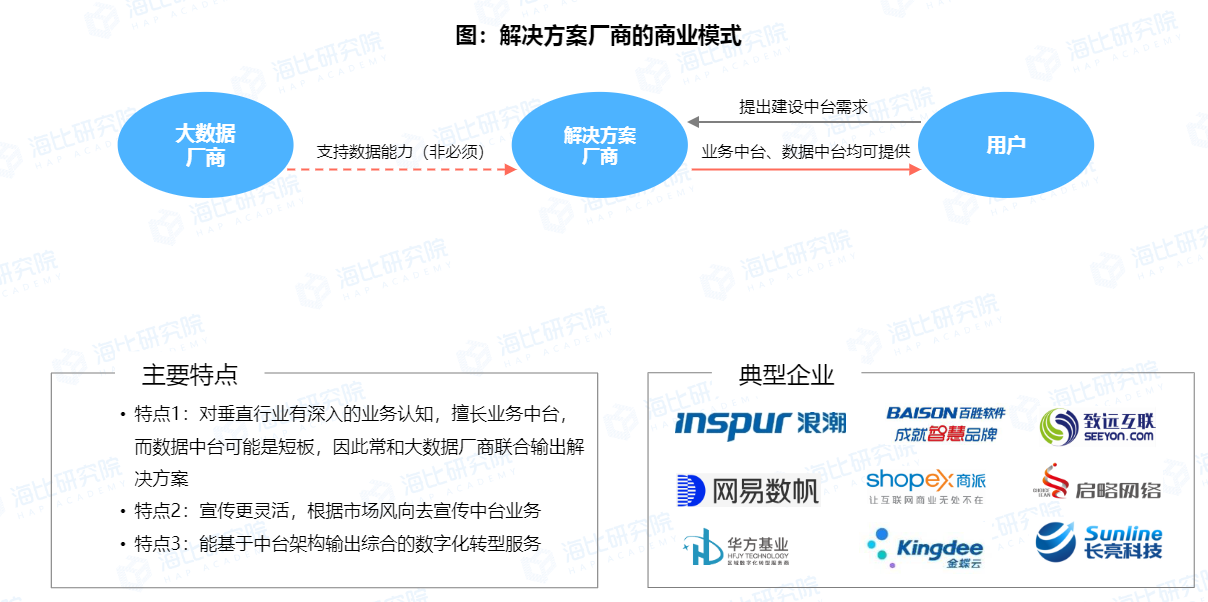 图：解决方案厂商的商业模式
大数据
厂商
支持数据能力（非必须）
解决方案
厂商
提出建设中台需求
业务中台、数据中台均可提供
用户
主要特点
• 特点1：对垂直行业有深入的业务认知，擅长业务中台，
而数据中台可能是短板，因此常和大数据厂商联合输出解
决方案
• 特点2：宣传更灵活，根据市场风向去宣传中台业务
• 特点3：能基于中台架构输出综合的数字化转型服务
典型企业
inspur 浪潮
BAISON 百胜软件
成就智慧品牌
致远互联
SEEYON.COM
网易数帆
shopex 商派
让互联网商业无处不在
启略网络
华方基业
HFJY TECHNOLOGY
区域数字化转型服务商
Kingdee
金蝶云
Sunline
长亮科技
海比研究院
HAP ACADEMY